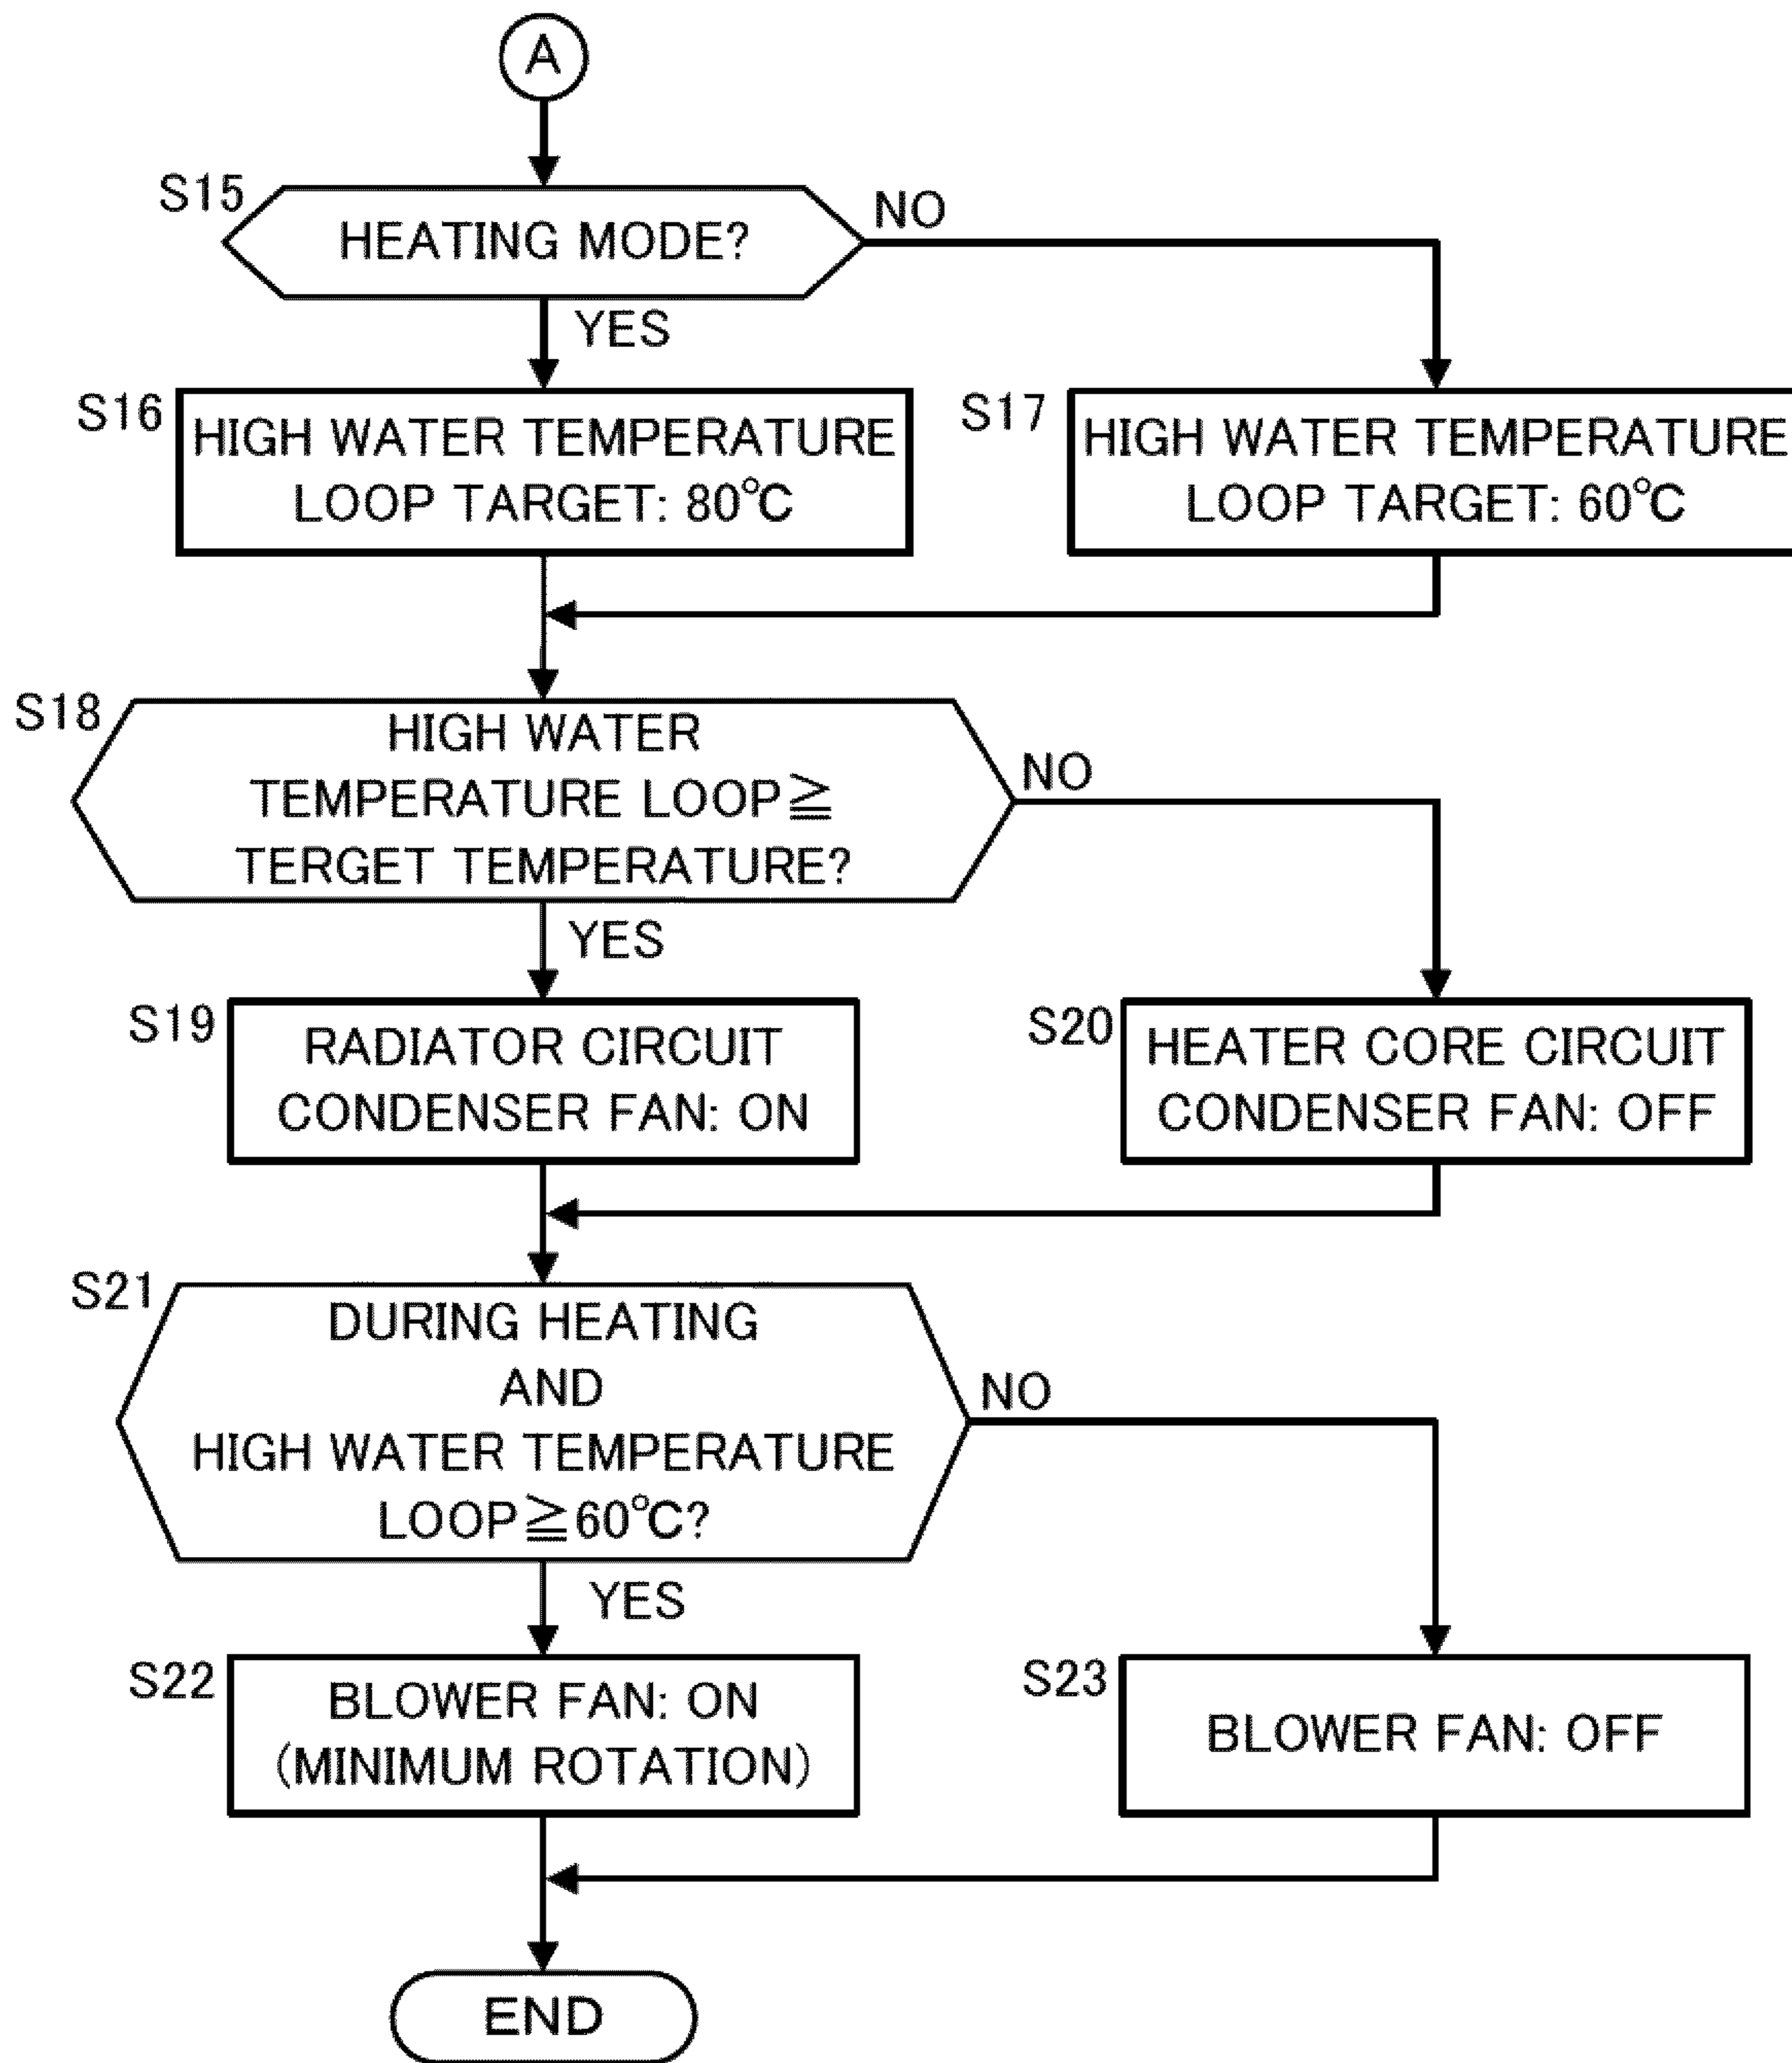 A
S15
HEATING MODE?
NO
YES
S16
HIGH WATER TEMPERATURE
LOOP TARGET: 80℃
S17
HIGH WATER TEMPERATURE
LOOP TARGET: 60℃
S18
HIGH WATER
TEMPERATURE LOOP≧
TERGET TEMPERATURE?
NO
YES
S19
RADIATOR CIRCUIT
CONDENSER FAN: ON
S20
HEATER CORE CIRCUIT
CONDENSER FAN: OFF
S21
DURING HEATING
AND
HIGH WATER TEMPERATURE
LOOP≧60℃?
NO
YES
S22
BLOWER FAN: ON
(MINIMUM ROTATION)
S23
BLOWER FAN: OFF
END